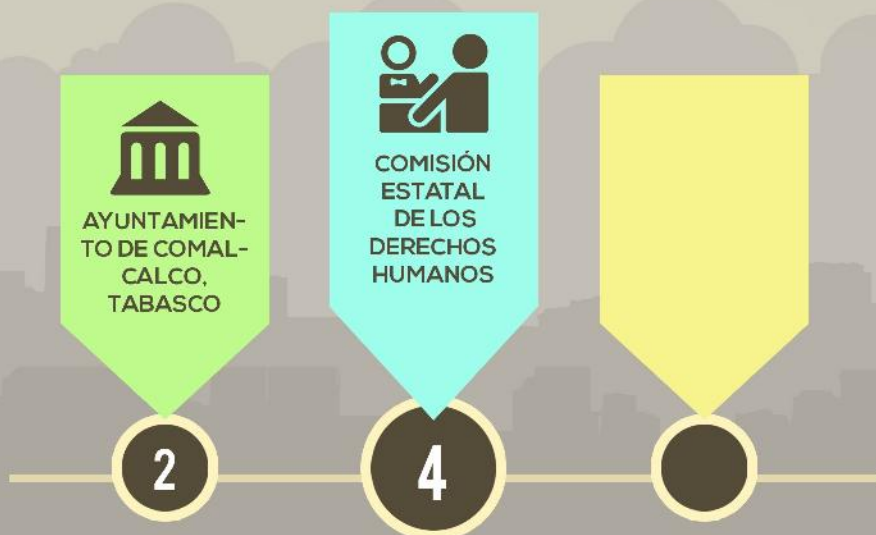 AYUNTAMIEN-
TO DE COMAL-
CALCO,
TABASCO
2
COMISIÓN
ESTATAL
DE LOS
DERECHOS
HUMANOS
4